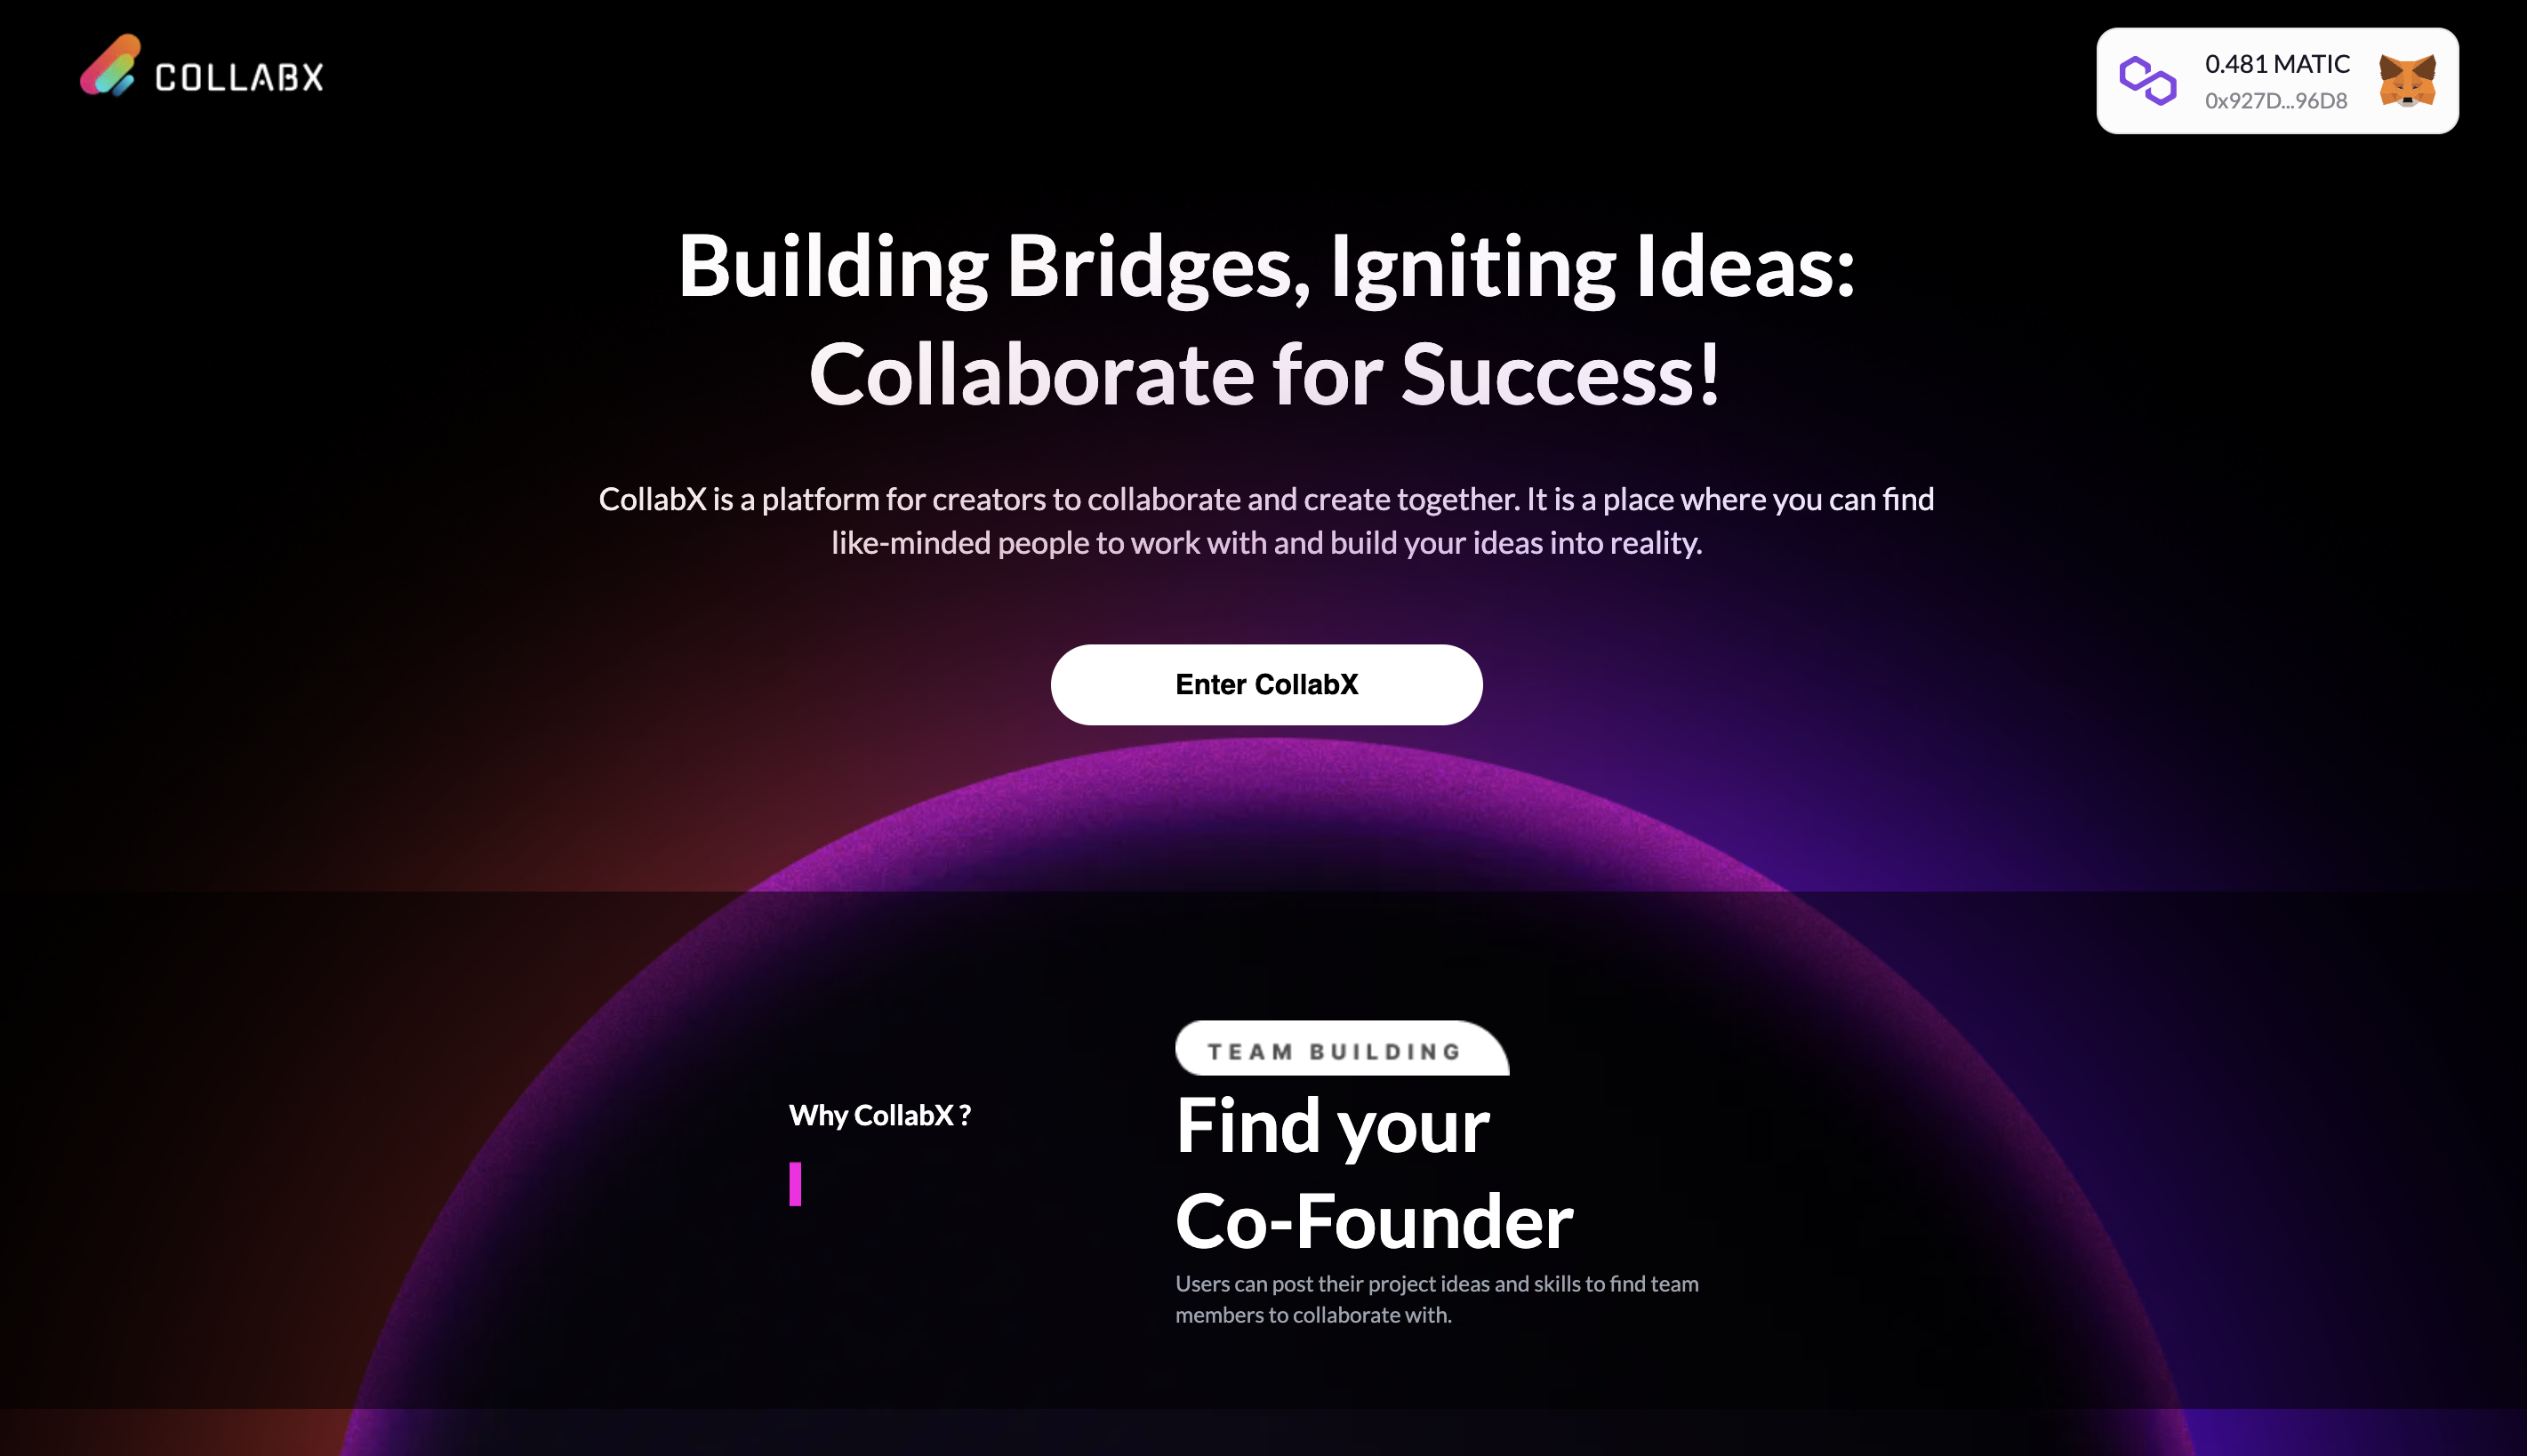 COLLABX
0.481 MATIC
0x927D...96D8
Building Bridges, Igniting Ideas:
Collaborate for Success!
CollabX is a platform for creators to collaborate and create together. It is a place where you can find
like-minded people to work with and build your ideas into reality.
Enter CollabX
TEAM BUILDING
Why CollabX ?
Find your
Co-Founder
Users can post their project ideas and skills to find team
members to collaborate with.